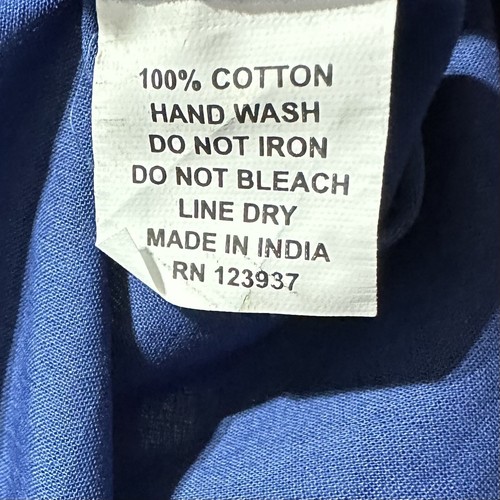 100% COTTON
HAND WASH
DO NOT IRON
DO NOT BLEACH
LINE DRY
MADE IN INDIA
RN 123937